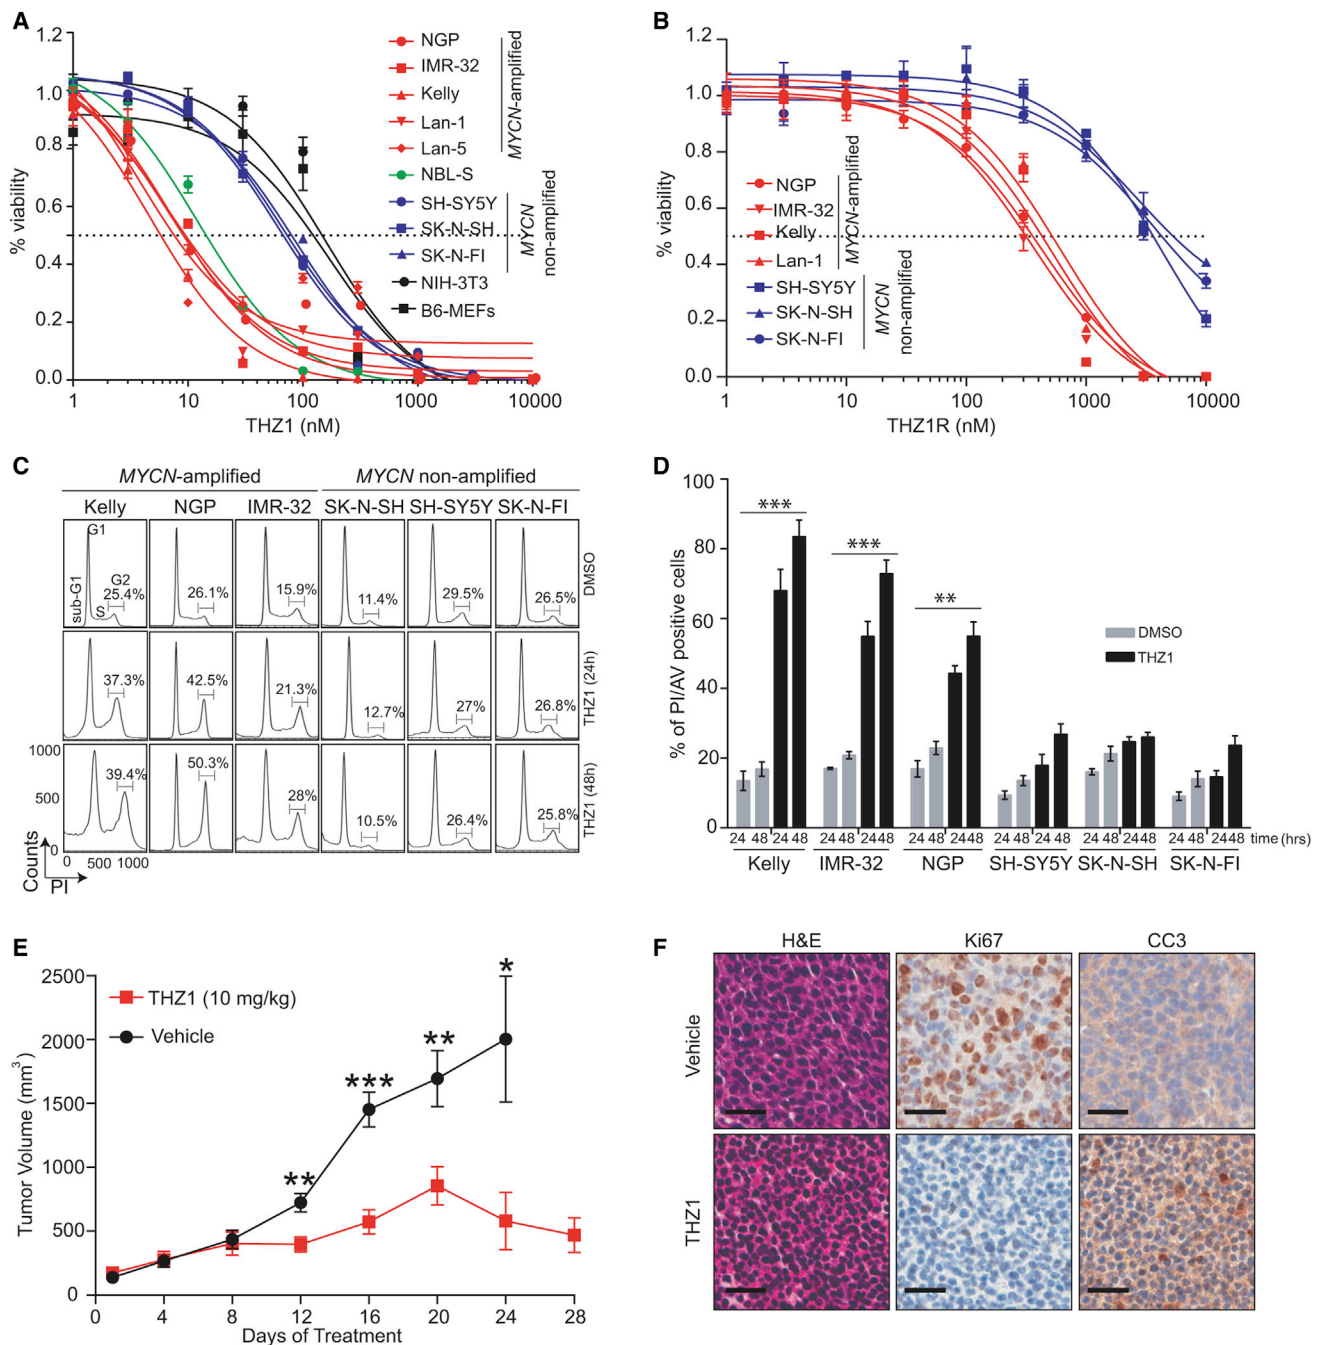 A
1.2
1.0
0.8
0.6
0.4
0.2
0.0
% viability
1 10 100 1000 10000
THZ1 (nM)
NGP
IMR-32
Kelly
Lan-1
Lan-5
NBL-S
SH-SY5Y
SK-N-SH
SK-N-FI
NIH-3T3
B6-MEFs
MYCN-amplified
MYCN
non-amplified
B
1.2
1.0
0.8
0.6
0.4
0.2
0.0
% viability
1 10 100 1000 10000
THZ1R (nM)
NGP
IMR-32
Kelly
Lan-1
SH-SY5Y
SK-N-SH
SK-N-FI
MYCN-amplified
MYCN
non-amplified
C
MYCN-amplified MYCN non-amplified
Kelly NGP IMR-32 SK-N-SH SH-SY5Y SK-N-FI
G1
sub-G1
S
G2
25.4% 26.1% 15.9% 11.4% 29.5% 26.5%
DMSO
37.3% 42.5% 21.3% 12.7% 27% 26.8%
THZ1 (24h)
39.4% 50.3% 28% 10.5% 26.4% 25.8%
THZ1 (48h)
1000
500
0
0 500 1000
Counts
PI
D
100
80
60
40
20
0
% of PI/AV positive cells
*** *** **
DMSO
THZ1
24 48 24 48 24 48 24 48 24 48 24 48 24 48 24 48 24 48 24 48 24 48 24 48 time (hrs)
Kelly IMR-32 NGP SH-SY5Y SK-N-SH SK-N-FI
E
2500
2000
1500
1000
500
0
Tumor Volume (mm3)
THZ1 (10 mg/kg)
Vehicle
** *** ** *
0 4 8 12 16 20 24 28
Days of Treatment
F
H&E Ki67 CC3
Vehicle
THZ1